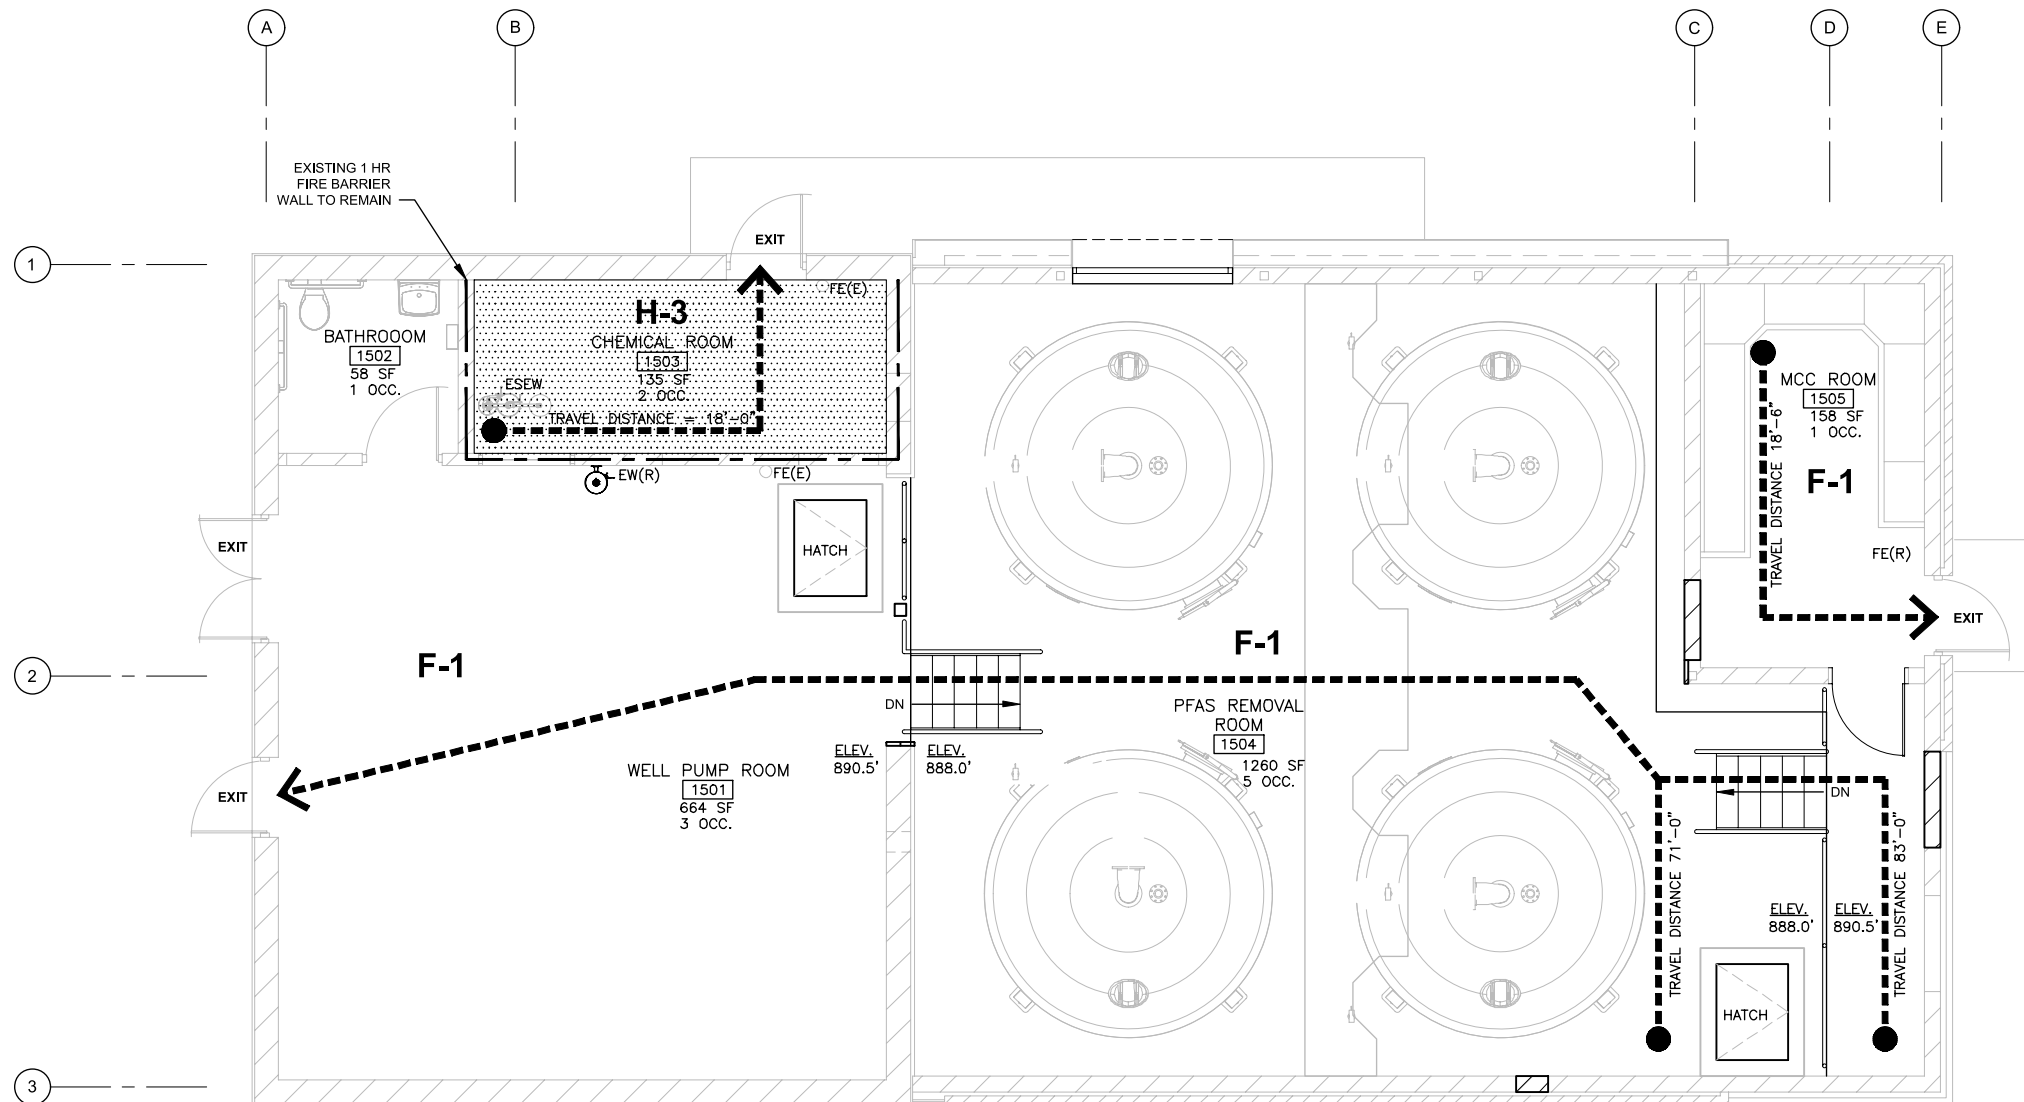 A
B
C
D
E
EXISTING 1 HR
FIRE BARRIER
WALL TO REMAIN
1
EXIT
FE(E)
H-3
CHEMICAL ROOM
1503
135 SF
2 OCC.
BATHROOOM
1502
58 SF
1 OCC.
ESEW
TRAVEL DISTANCE = 18'-0"
EW(R)
FE(E)
MCC ROOM
1505
158 SF
1 OCC.
F-1
TRAVEL DISTANCE 18'-6"
FE(R)
EXIT
EXIT
HATCH
F-1
F-1
2
DN
PFAS REMOVAL
ROOM
1504
1260 SF
5 OCC.
ELEV.
890.5'
ELEV.
888.0'
WELL PUMP ROOM
1501
664 SF
3 OCC.
EXIT
DN
TRAVEL DISTANCE 71'-0"
TRAVEL DISTANCE 83'-0"
ELEV.
888.0'
ELEV.
890.5'
HATCH
3